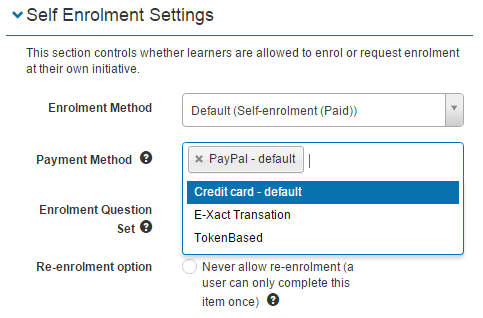 Self Enrolment Settings
This section controls whether learners are allowed to enrol or request enrolment
at their own initiative.
Enrolment Method
Default (Self-enrolment (Paid))
Payment Method ?
× PayPal - default
Credit card - default
E-Xact Transation
TokenBased
Enrolment Question
Set ?
Re-enrolment option
Never allow re-enrolment (a
user can only complete this
item once) ?